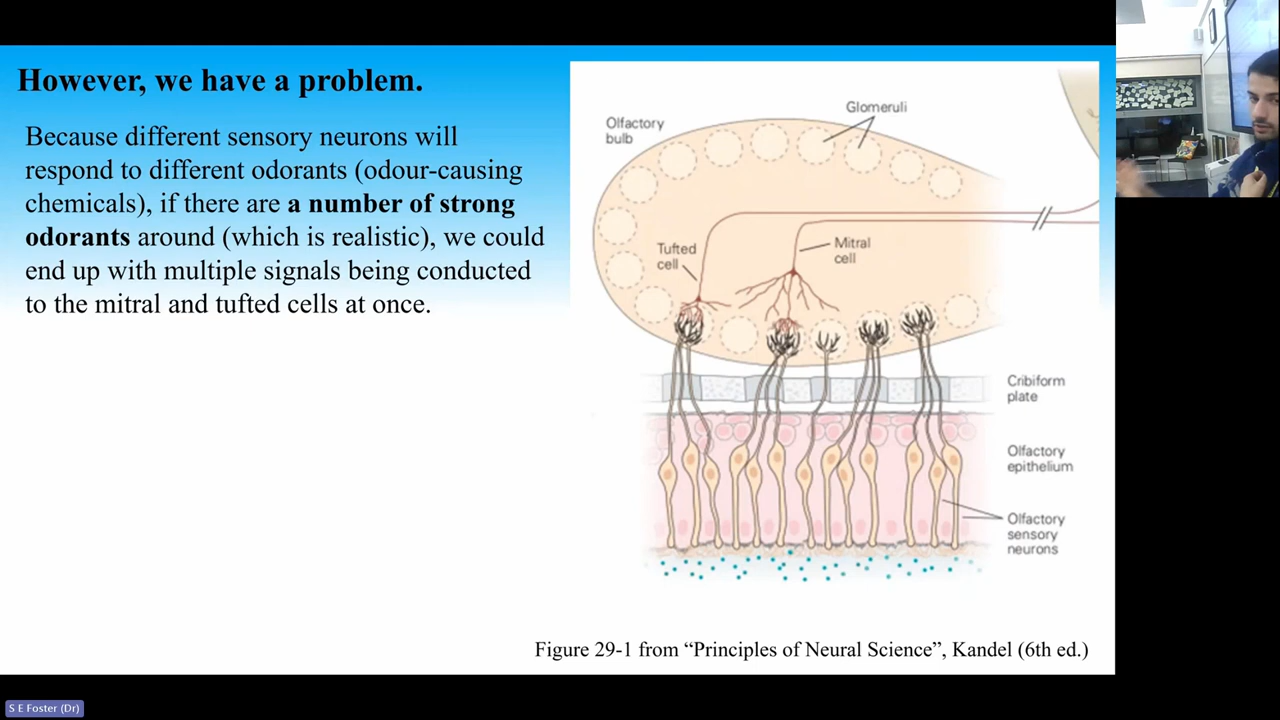 However, we have a problem.
Because different sensory neurons will
respond to different odorants (odour-causing
chemicals), if there are a number of strong
odorants around (which is realistic), we could
end up with multiple signals being conducted
to the mitral and tufted cells at once.
Glomeruli
Olfactory
bulb
Tufted
cell
Mitral
cell
Cribiform
plate
Olfactory
epithelium
Olfactory
sensory
neurons
Figure 29-1 from “Principles of Neural Science”, Kandel (6th ed.)
S E Foster (Dr)